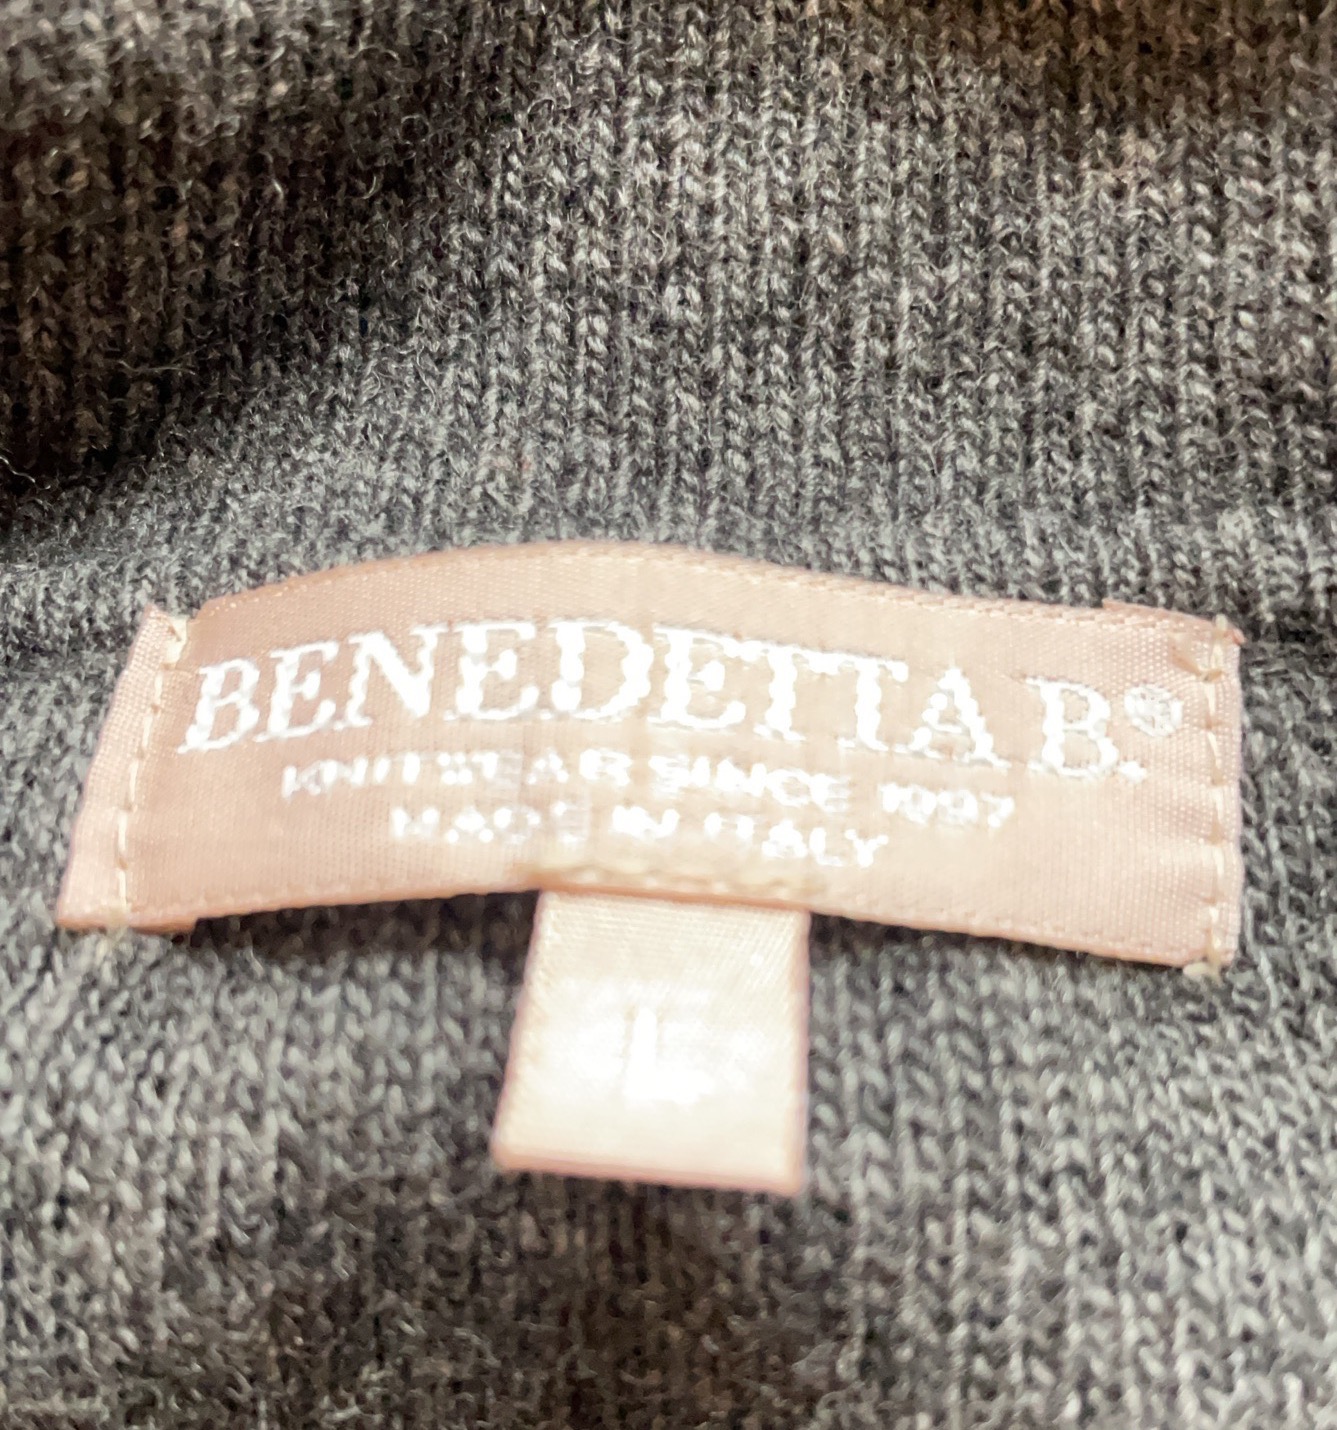 BENEDETTA B.®
KNITWEAR SINCE 1997
MADE IN ITALY
L